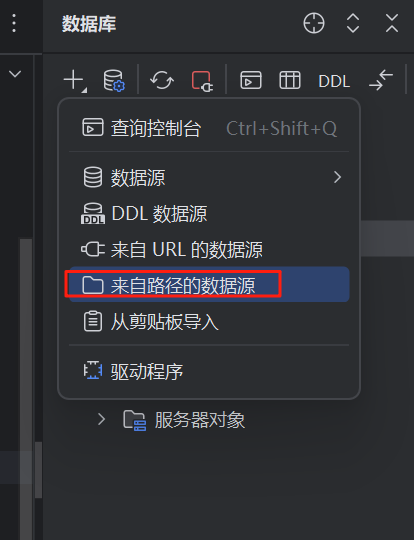 数据库
DDL
查询控制台 Ctrl+Shift+Q
数据源
DDL 数据源
来自 URL 的数据源
来自路径的数据源
从剪贴板导入
驱动程序
服务器对象